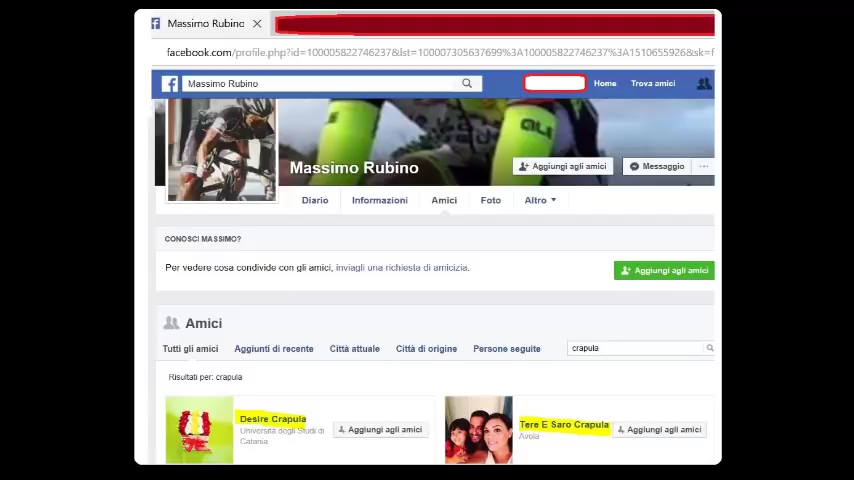 Massimo Rubino
facebook.com/profile.php?id=100005822746237&lst=100007305637699%3A100005822746237%3A1510655926&sk=f
Massimo Rubino
Home
Trova amici
ALE
Massimo Rubino
Aggiungi agli amici
Messaggio
Diario
Informazioni
Amici
Foto
Altro
CONOSCI MASSIMO?
Per vedere cosa condivide con gli amici, inviagli una richiesta di amicizia.
Aggiungi agli amici
Amici
Tutti gli amici
Aggiunti di recente
Città attuale
Città di origine
Persone seguite
crapula
Risultati per: crapula
Desire Crapula
Università degli Studi di
Catania
Aggiungi agli amici
Tere E Saro Crapula
Avola
Aggiungi agli amici